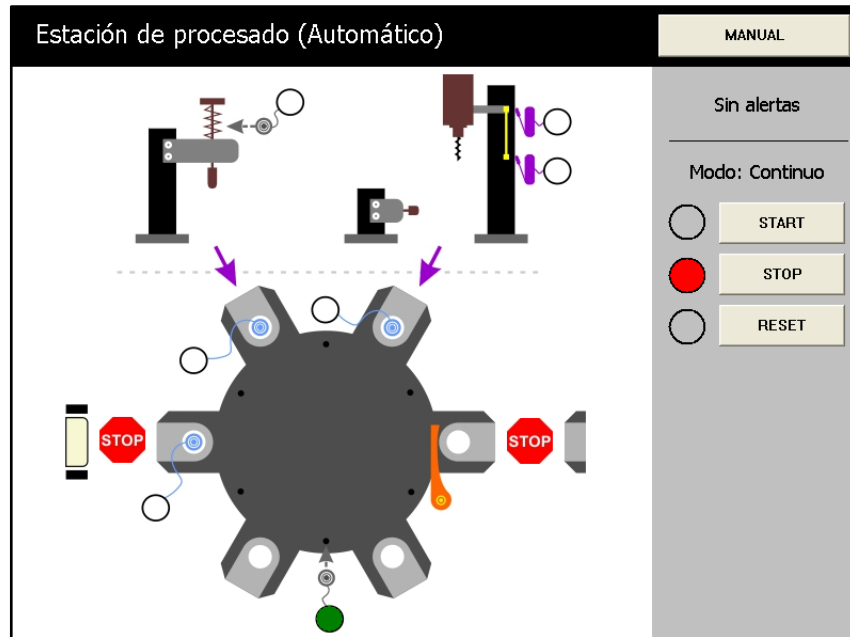 Estación de procesado (Automático)
MANUAL
Sin alertas
Modo: Continuo
START
STOP
RESET
STOP
STOP